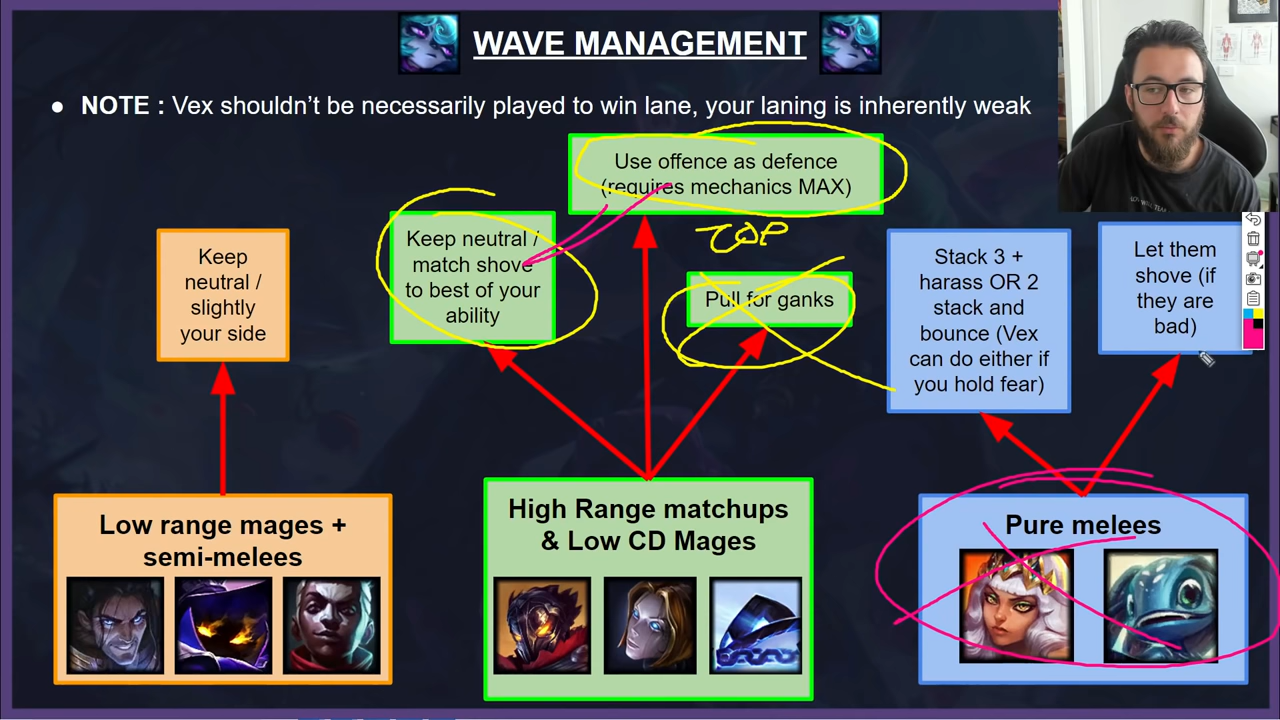 WAVE MANAGEMENT
● NOTE : Vex shouldn't be necessarily played to win lane, your laning is inherently weak
Use offence as defence
(requires mechanics MAX)
TOP
Keep neutral /
match shove
to best of your
ability
Keep
neutral /
slightly
your side
Pull for ganks
Stack 3 +
harass OR 2
stack and
bounce (Vex
can do either if
you hold fear)
Let them
shove (if
they are
bad)
Low range mages +
semi-melees
High Range matchups
& Low CD Mages
Pure melees